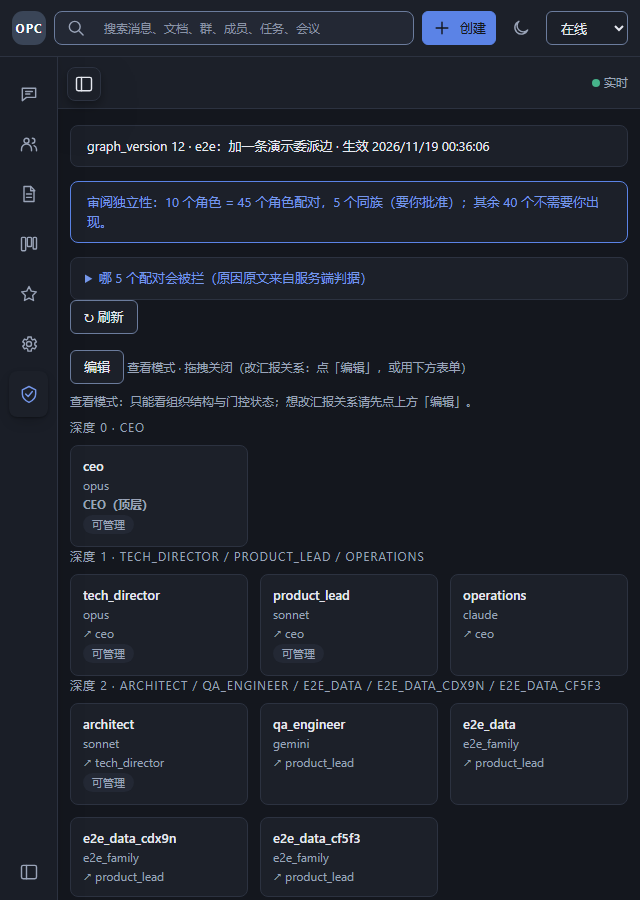 OPC
搜索消息、文档、群、成员、任务、会议
创建
在线
实时
graph_version 12 · e2e：加一条演示委派边 · 生效 2026/11/19 00:36:06
审阅独立性：10 个角色 = 45 个角色配对，5 个同族（要你批准）；其余 40 个不需要你出
现。
▶ 哪 5 个配对会被拦（原因原文来自服务端判据）
↻ 刷新
编辑 查看模式 · 拖拽关闭（改汇报关系：点「编辑」，或用下方表单）
查看模式：只能看组织结构与门控状态；想改汇报关系请先点上方「编辑」。
深度 0 · CEO
ceo
opus
CEO（顶层）
可管理
深度 1 · TECH_DIRECTOR / PRODUCT_LEAD / OPERATIONS
tech_director
opus
↗ ceo
可管理
product_lead
sonnet
↗ ceo
可管理
operations
claude
↗ ceo
深度 2 · ARCHITECT / QA_ENGINEER / E2E_DATA / E2E_DATA_CDX9N / E2E_DATA_CF5F3
architect
sonnet
↗ tech_director
可管理
qa_engineer
gemini
↗ product_lead
e2e_data
e2e_family
↗ product_lead
e2e_data_cdx9n
e2e_family
↗ product_lead
e2e_data_cf5f3
e2e_family
↗ product_lead